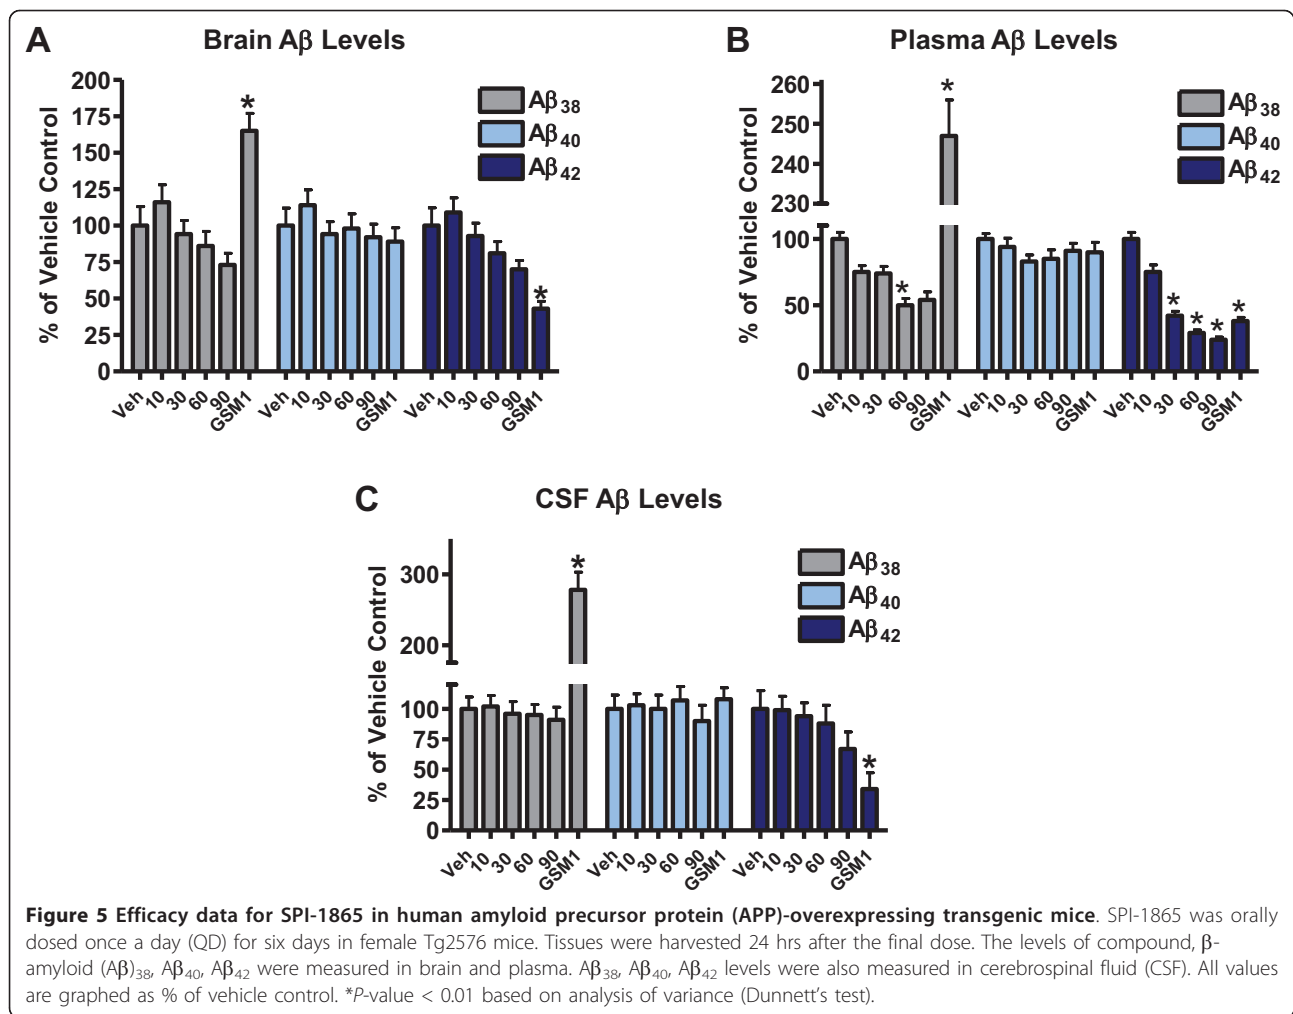 A Brain Aβ Levels
% of Vehicle Control
200
175
150
125
100
75
50
25
0
*
*
Aβ38
Aβ40
Aβ42
Veh 10 30 60 90 GSM1 Veh 10 30 60 90 GSM1 Veh 10 30 60 90 GSM1
B Plasma Aβ Levels
% of Vehicle Control
260
250
240
230
100
50
0
*
*
* * * *
Aβ38
Aβ40
Aβ42
Veh 10 30 60 90 GSM1 Veh 10 30 60 90 GSM1 Veh 10 30 60 90 GSM1
C CSF Aβ Levels
% of Vehicle Control
300
200
100
75
50
25
0
*
*
Aβ38
Aβ40
Aβ42
Veh 10 30 60 90 GSM1 Veh 10 30 60 90 GSM1 Veh 10 30 60 90 GSM1
Figure 5 Efficacy data for SPI-1865 in human amyloid precursor protein (APP)-overexpressing transgenic mice. SPI-1865 was orally
dosed once a day (QD) for six days in female Tg2576 mice. Tissues were harvested 24 hrs after the final dose. The levels of compound, β-
amyloid (Aβ)38, Aβ40, Aβ42 were measured in brain and plasma. Aβ38, Aβ40, Aβ42 levels were also measured in cerebrospinal fluid (CSF). All values
are graphed as % of vehicle control. *P-value < 0.01 based on analysis of variance (Dunnett's test).